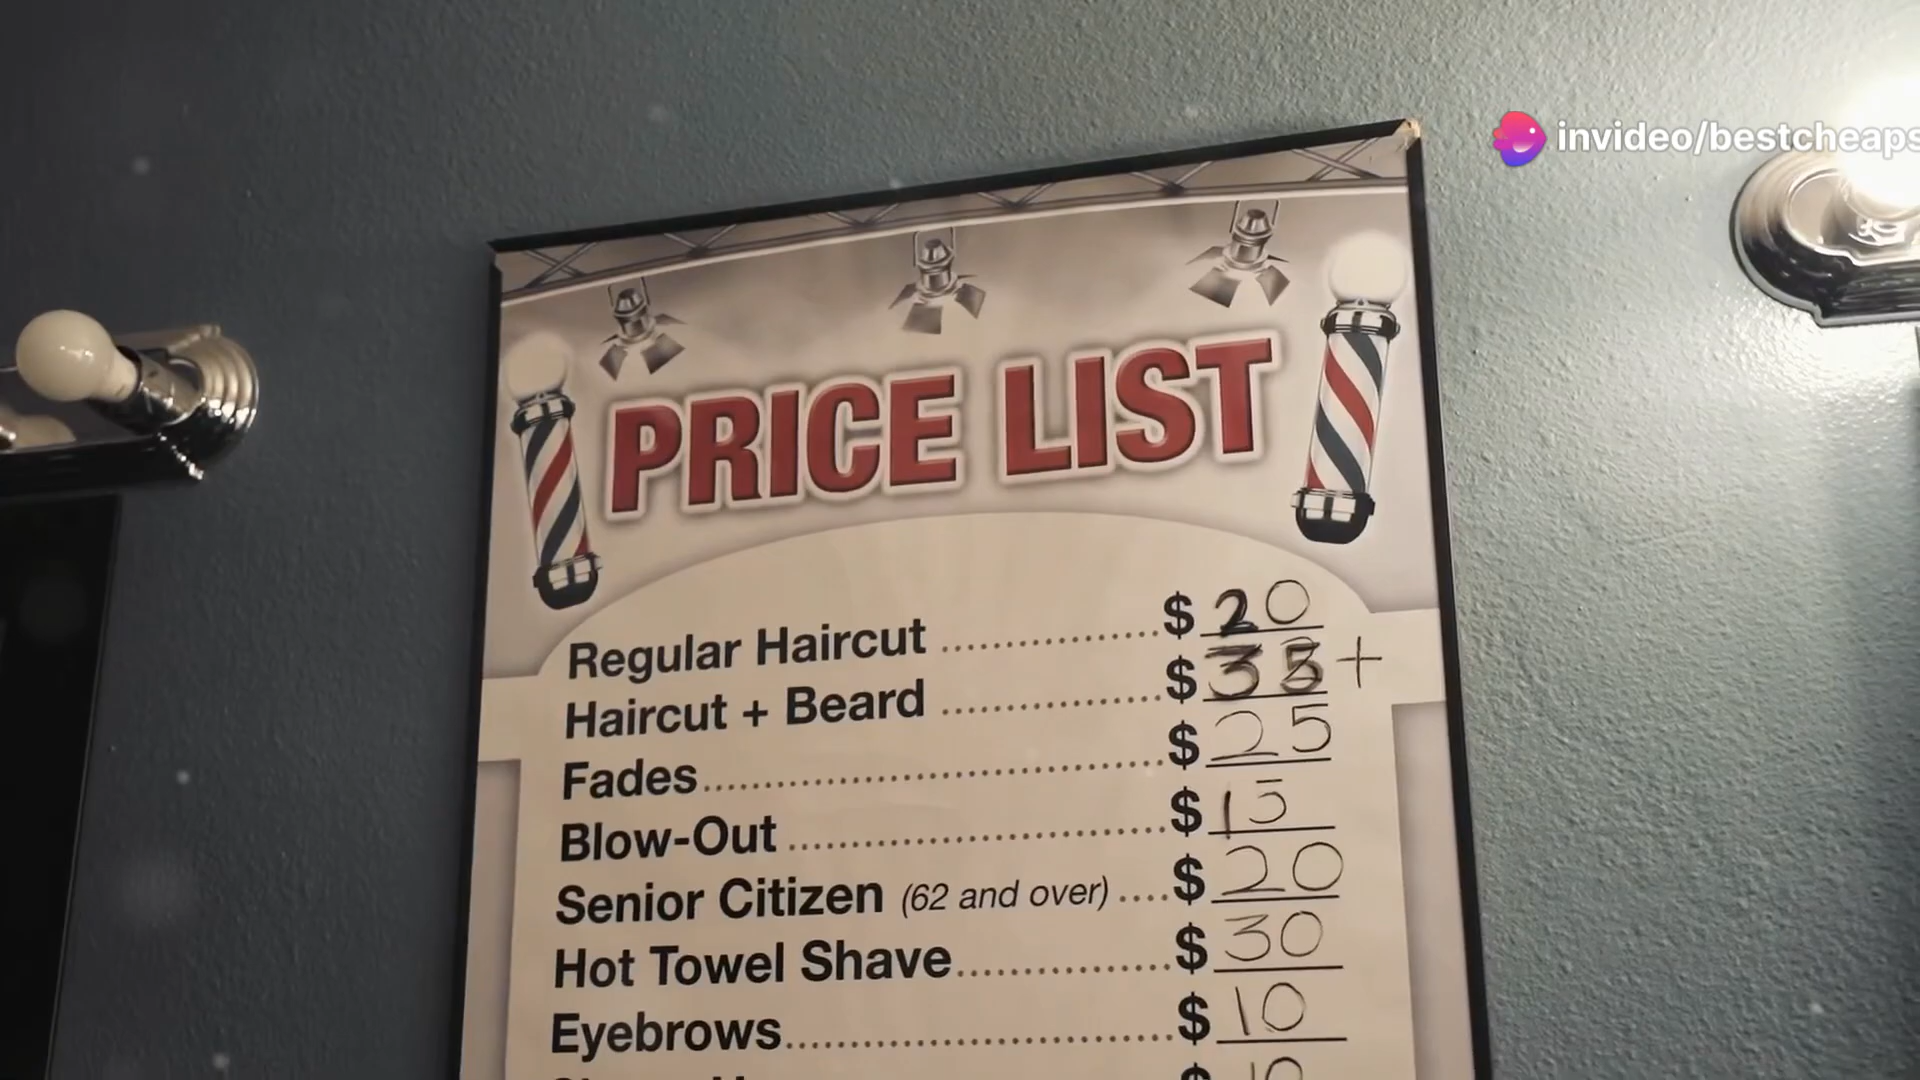 invideo/bestcheaps
PRICE LIST
Regular Haircut ................ $ 20
Haircut + Beard ................ $ 35 +
Fades ................ $ 25
Blow-Out ................ $ 15
Senior Citizen (62 and over) .... $ 20
Hot Towel Shave ................ $ 30
Eyebrows ................ $ 10